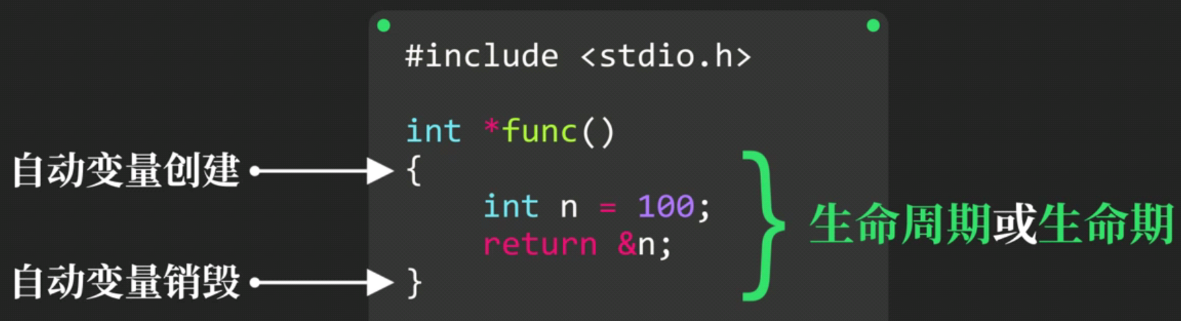 #include <stdio.h>
int *func()
自动变量创建
{
int n = 100;
return &n;
生命周期或生命期
自动变量销毁
}